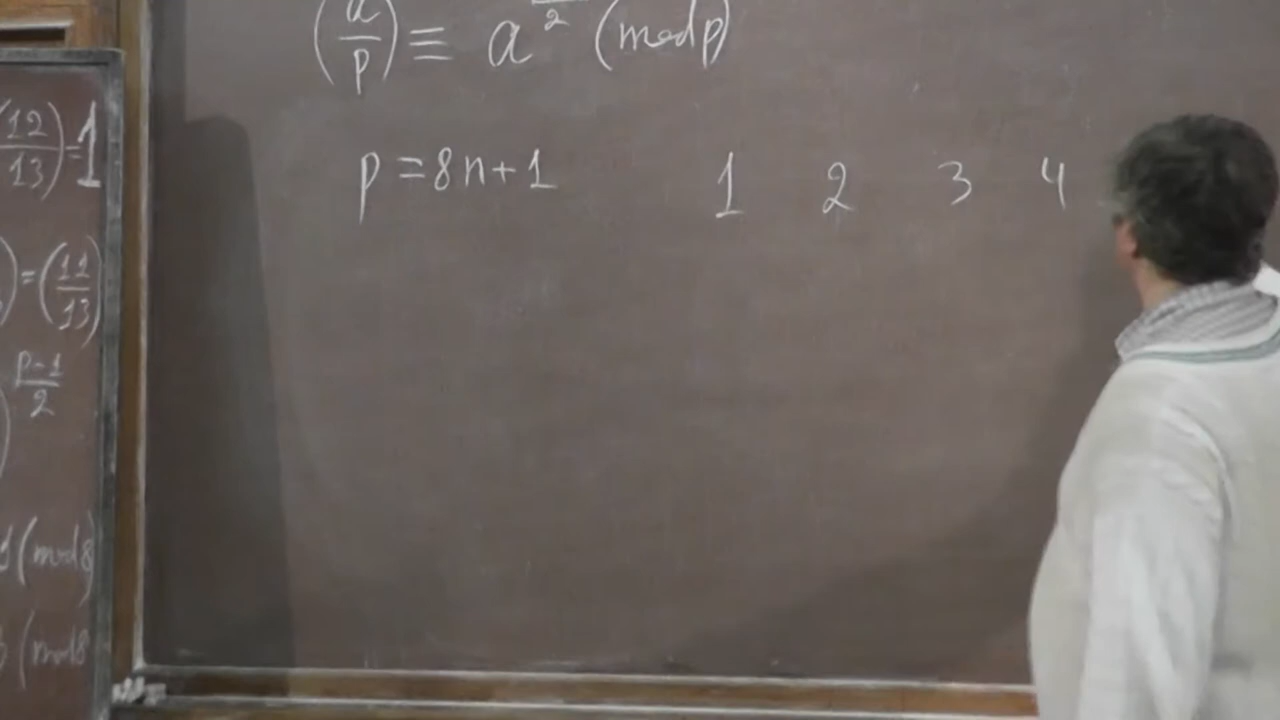 (a/p) ≡ a^{/2} (mod p)
p = 8n+1 1 2 3 4
(12/13) = 1
) = (11/13)
) p-1/2
1 (mod 8)
3 (mod 8